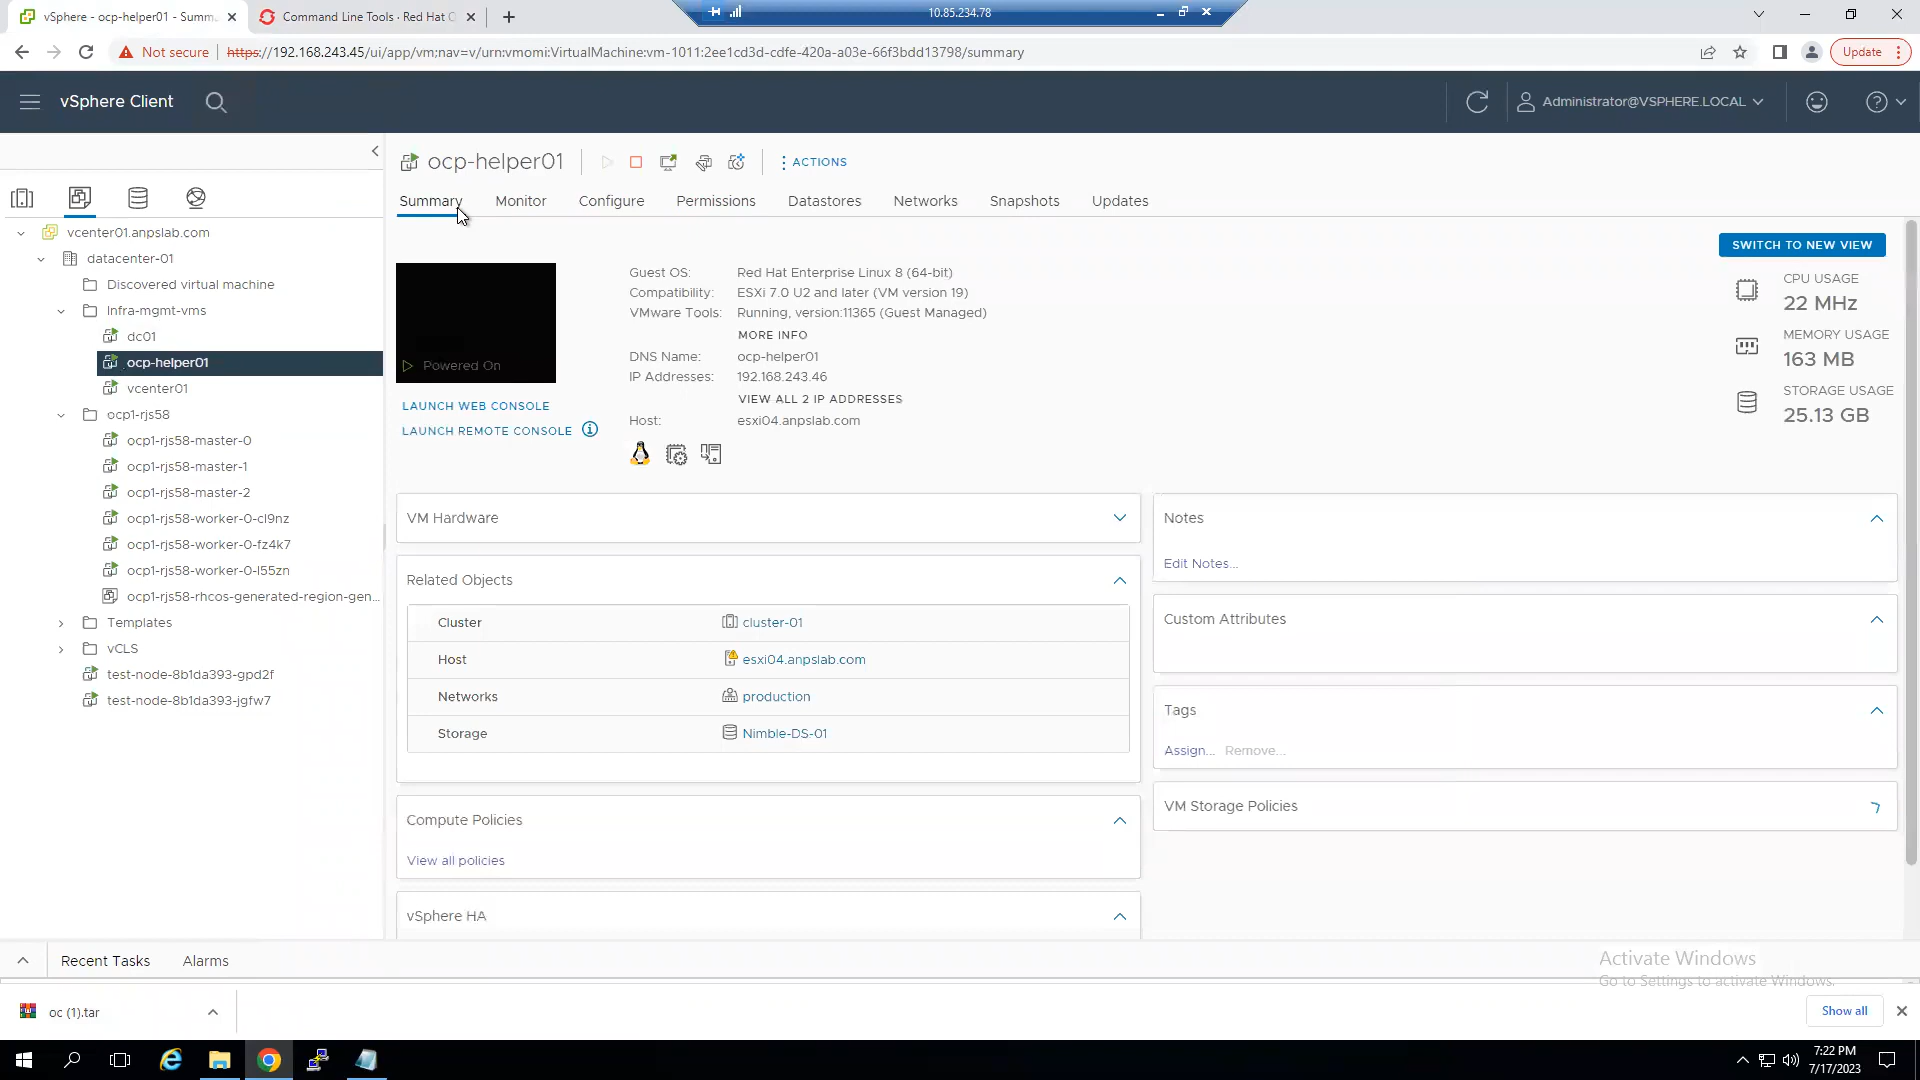 vSphere - ocp-helper01 - Summ
Command Line Tools · Red Hat O
10.85.234.78
Not secure
https://192.168.243.45/ui/app/vm;nav=v/urn:vmomi:VirtualMachine:vm-1011:2ee1cd3d-cdfe-420a-a03e-66f3bdd13798/summary
Update
vSphere Client
Administrator@VSPHERE.LOCAL
ocp-helper01
ACTIONS
Summary
Monitor
Configure
Permissions
Datastores
Networks
Snapshots
Updates
vcenter01.anpslab.com
datacenter-01
Discovered virtual machine
Infra-mgmt-vms
dc01
ocp-helper01
vcenter01
ocp1-rjs58
ocp1-rjs58-master-0
ocp1-rjs58-master-1
ocp1-rjs58-master-2
ocp1-rjs58-worker-0-cl9nz
ocp1-rjs58-worker-0-fz4k7
ocp1-rjs58-worker-0-l55zn
ocp1-rjs58-rhcos-generated-region-gen...
Templates
vCLS
test-node-8b1da393-gpd2f
test-node-8b1da393-jgfw7
SWITCH TO NEW VIEW
Powered On
LAUNCH WEB CONSOLE
LAUNCH REMOTE CONSOLE
Guest OS: Red Hat Enterprise Linux 8 (64-bit)
Compatibility: ESXi 7.0 U2 and later (VM version 19)
VMware Tools: Running, version:11365 (Guest Managed)
MORE INFO
DNS Name: ocp-helper01
IP Addresses: 192.168.243.46
VIEW ALL 2 IP ADDRESSES
Host: esxi04.anpslab.com
CPU USAGE
22 MHz
MEMORY USAGE
163 MB
STORAGE USAGE
25.13 GB
VM Hardware
Related Objects
Cluster cluster-01
Host esxi04.anpslab.com
Networks production
Storage Nimble-DS-01
Compute Policies
View all policies
vSphere HA
Notes
Edit Notes...
Custom Attributes
Tags
Assign... Remove...
VM Storage Policies
Recent Tasks
Alarms
Activate Windows
Go to Settings to activate Windows.
oc (1).tar
Show all
7:22 PM
7/17/2023